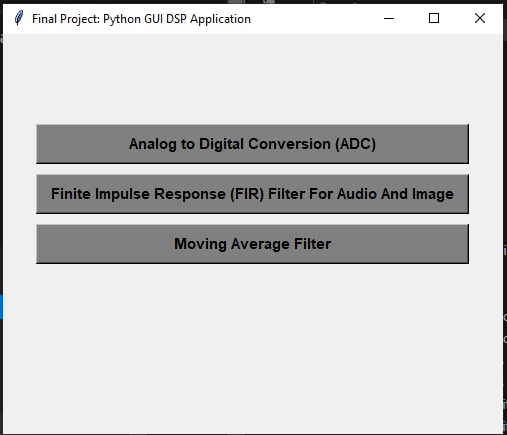 Final Project: Python GUI DSP Application
Analog to Digital Conversion (ADC)
Finite Impulse Response (FIR) Filter For Audio And Image
Moving Average Filter